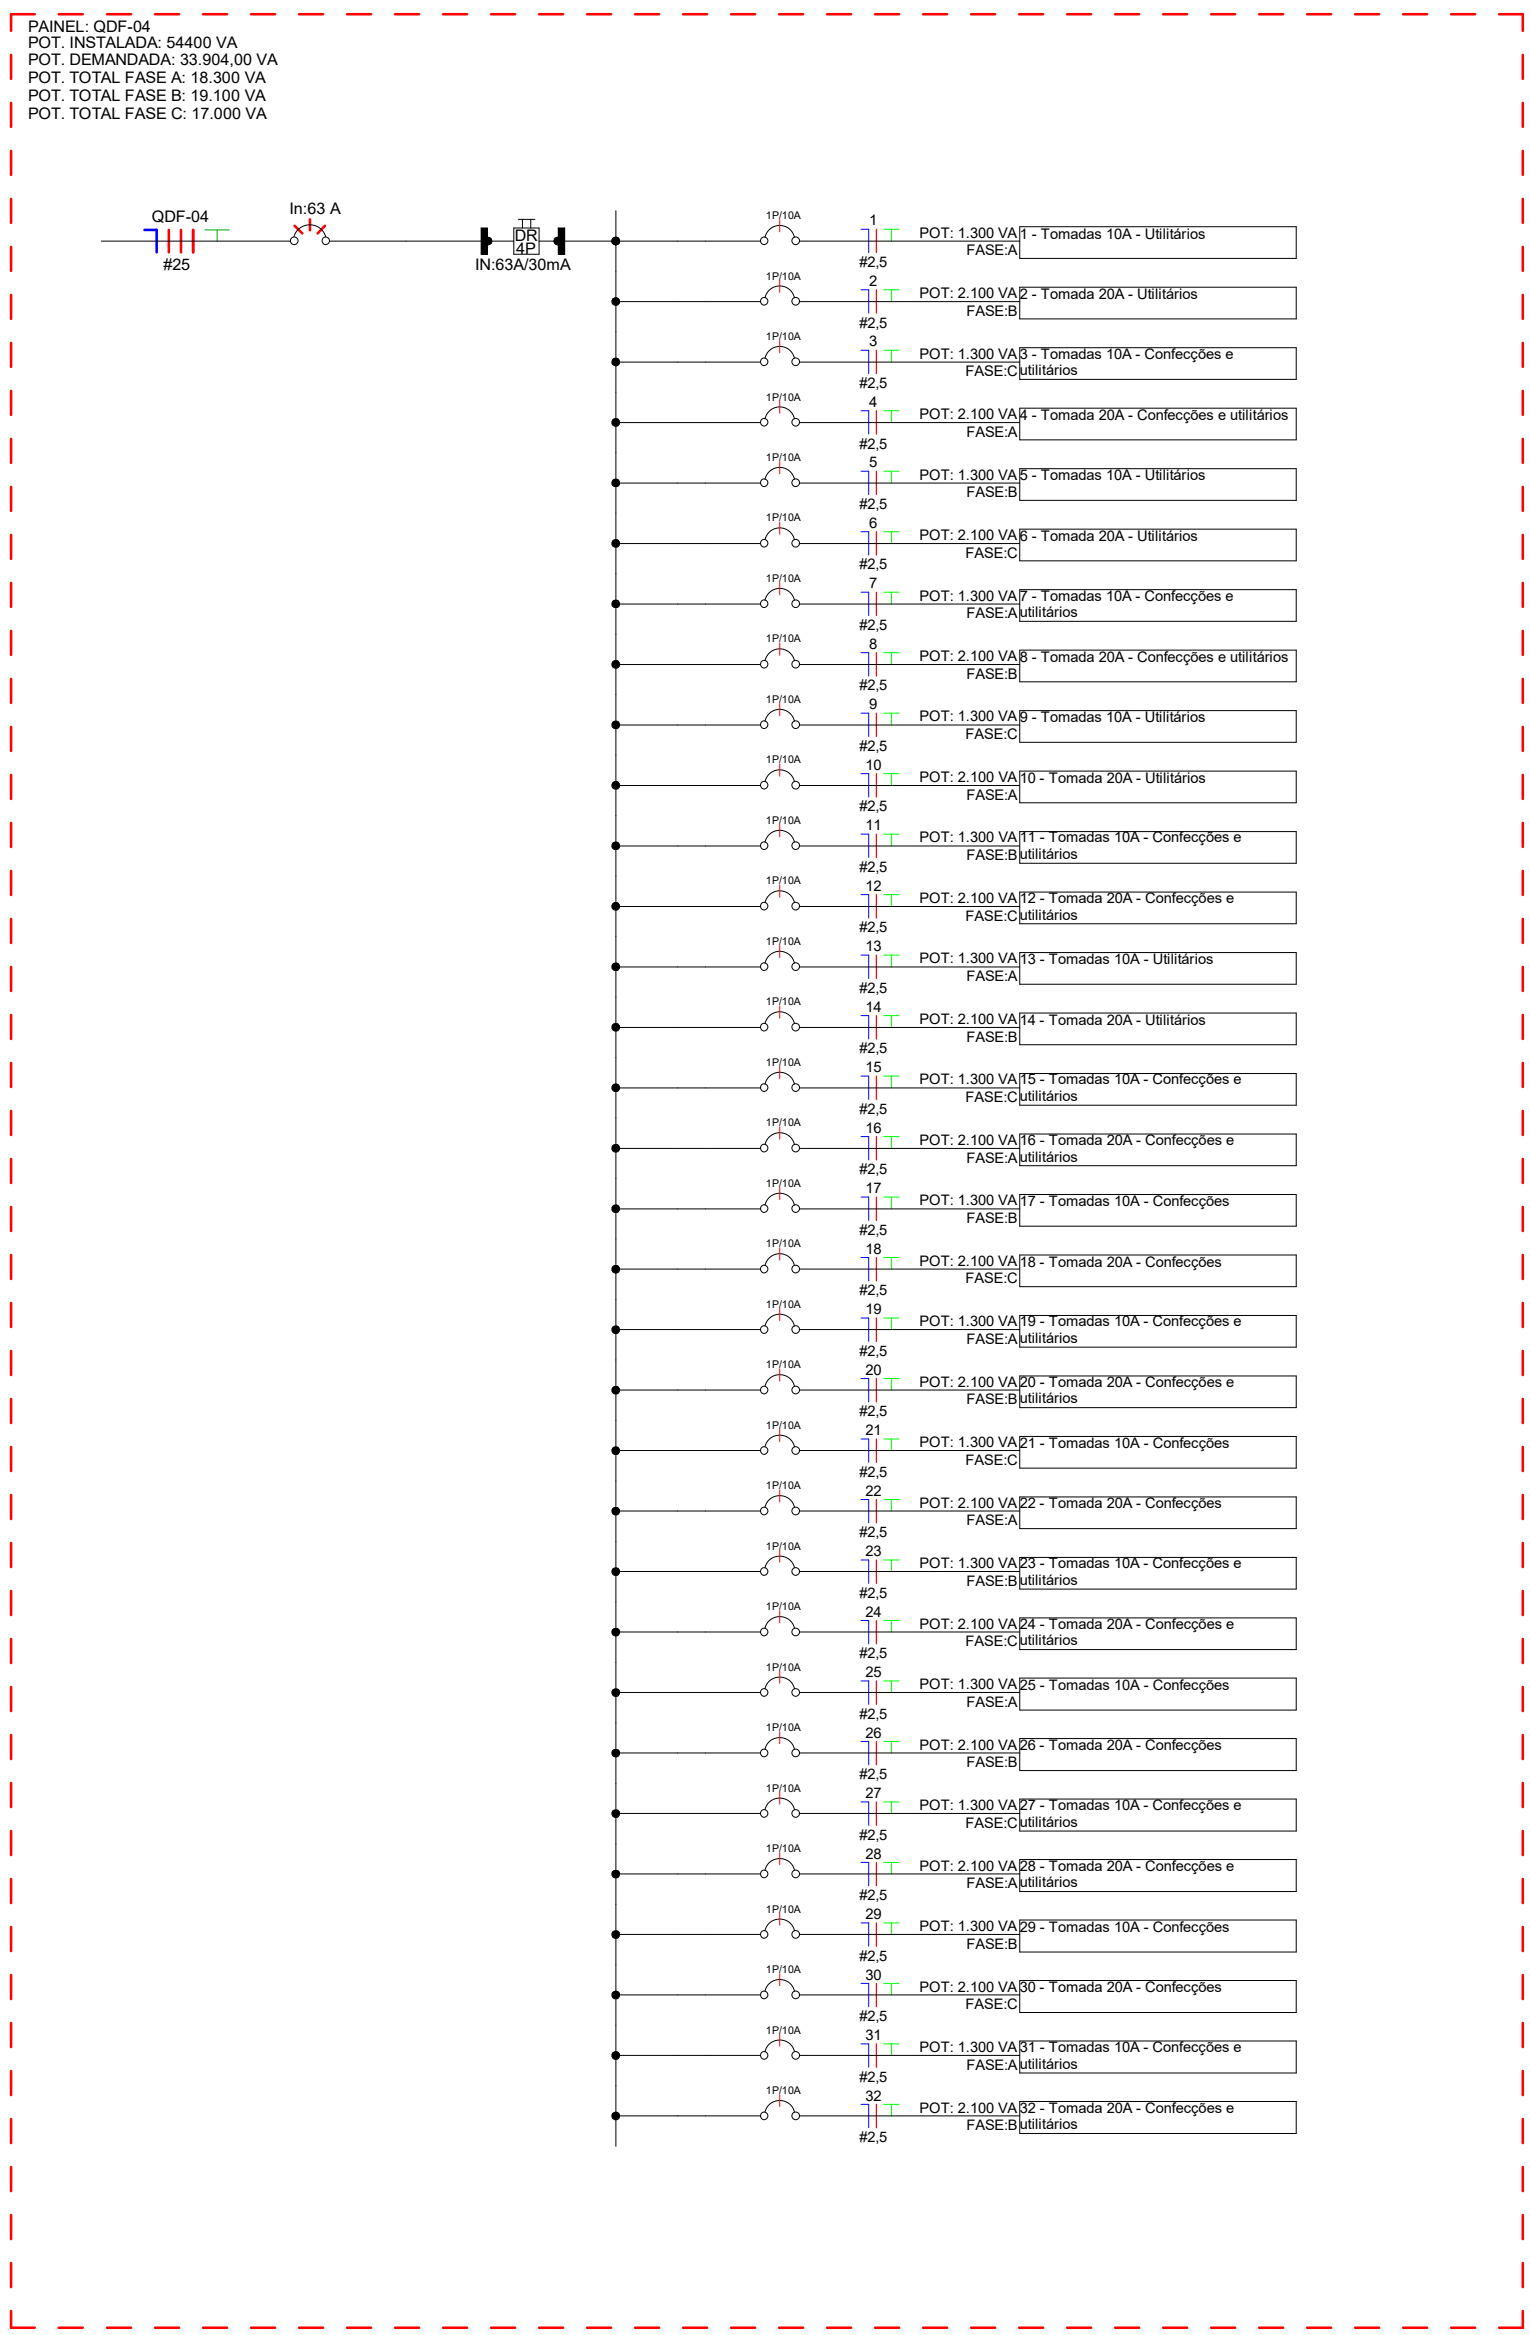 PAINEL: QDF-04
POT. INSTALADA: 54400 VA
POT. DEMANDADA: 33.904,00 VA
POT. TOTAL FASE A: 18.300 VA
POT. TOTAL FASE B: 19.100 VA
POT. TOTAL FASE C: 17.000 VA
QDF-04
#25
In:63 A
TT
DR
4P
IN:63A/30mA
1P/10A
1
#2,5
POT: 1.300 VA
FASE:A
1 - Tomadas 10A - Utilitários
1P/10A
2
#2,5
POT: 2.100 VA
FASE:B
2 - Tomada 20A - Utilitários
1P/10A
3
#2,5
POT: 1.300 VA
FASE:C
3 - Tomadas 10A - Confecções e
utilitários
1P/10A
4
#2,5
POT: 2.100 VA
FASE:A
4 - Tomada 20A - Confecções e utilitários
1P/10A
5
#2,5
POT: 1.300 VA
FASE:B
5 - Tomadas 10A - Utilitários
1P/10A
6
#2,5
POT: 2.100 VA
FASE:C
6 - Tomada 20A - Utilitários
1P/10A
7
#2,5
POT: 1.300 VA
FASE:A
7 - Tomadas 10A - Confecções e
utilitários
1P/10A
8
#2,5
POT: 2.100 VA
FASE:B
8 - Tomada 20A - Confecções e utilitários
1P/10A
9
#2,5
POT: 1.300 VA
FASE:C
9 - Tomadas 10A - Utilitários
1P/10A
10
#2,5
POT: 2.100 VA
FASE:A
10 - Tomada 20A - Utilitários
1P/10A
11
#2,5
POT: 1.300 VA
FASE:B
11 - Tomadas 10A - Confecções e
utilitários
1P/10A
12
#2,5
POT: 2.100 VA
FASE:C
12 - Tomada 20A - Confecções e
utilitários
1P/10A
13
#2,5
POT: 1.300 VA
FASE:A
13 - Tomadas 10A - Utilitários
1P/10A
14
#2,5
POT: 2.100 VA
FASE:B
14 - Tomada 20A - Utilitários
1P/10A
15
#2,5
POT: 1.300 VA
FASE:C
15 - Tomadas 10A - Confecções e
utilitários
1P/10A
16
#2,5
POT: 2.100 VA
FASE:A
16 - Tomada 20A - Confecções e
utilitários
1P/10A
17
#2,5
POT: 1.300 VA
FASE:B
17 - Tomadas 10A - Confecções
1P/10A
18
#2,5
POT: 2.100 VA
FASE:C
18 - Tomada 20A - Confecções
1P/10A
19
#2,5
POT: 1.300 VA
FASE:A
19 - Tomadas 10A - Confecções e
utilitários
1P/10A
20
#2,5
POT: 2.100 VA
FASE:B
20 - Tomada 20A - Confecções e
utilitários
1P/10A
21
#2,5
POT: 1.300 VA
FASE:C
21 - Tomadas 10A - Confecções
1P/10A
22
#2,5
POT: 2.100 VA
FASE:A
22 - Tomada 20A - Confecções
1P/10A
23
#2,5
POT: 1.300 VA
FASE:B
23 - Tomadas 10A - Confecções e
utilitários
1P/10A
24
#2,5
POT: 2.100 VA
FASE:C
24 - Tomada 20A - Confecções e
utilitários
1P/10A
25
#2,5
POT: 1.300 VA
FASE:A
25 - Tomadas 10A - Confecções
1P/10A
26
#2,5
POT: 2.100 VA
FASE:B
26 - Tomada 20A - Confecções
1P/10A
27
#2,5
POT: 1.300 VA
FASE:C
27 - Tomadas 10A - Confecções e
utilitários
1P/10A
28
#2,5
POT: 2.100 VA
FASE:A
28 - Tomada 20A - Confecções e
utilitários
1P/10A
29
#2,5
POT: 1.300 VA
FASE:B
29 - Tomadas 10A - Confecções
1P/10A
30
#2,5
POT: 2.100 VA
FASE:C
30 - Tomada 20A - Confecções
1P/10A
31
#2,5
POT: 1.300 VA
FASE:A
31 - Tomadas 10A - Confecções e
utilitários
1P/10A
32
#2,5
POT: 2.100 VA
FASE:B
32 - Tomada 20A - Confecções e
utilitários